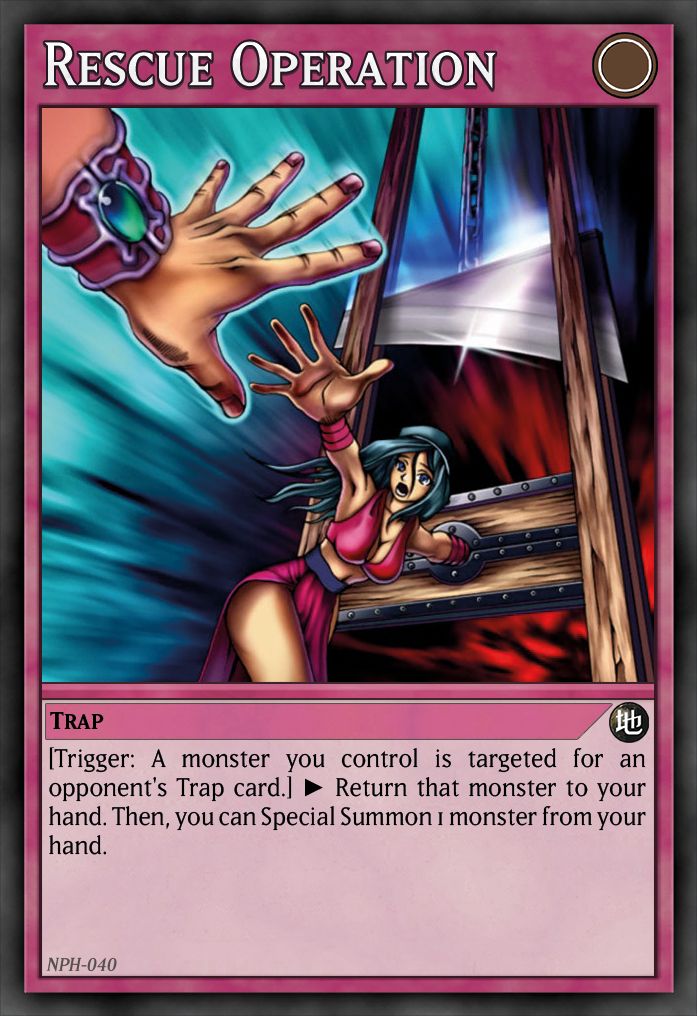 Rescue Operation
Trap
[Trigger: A monster you control is targeted for an
opponent's Trap card.] ► Return that monster to your
hand. Then, you can Special Summon 1 monster from your
hand.
NPH-040